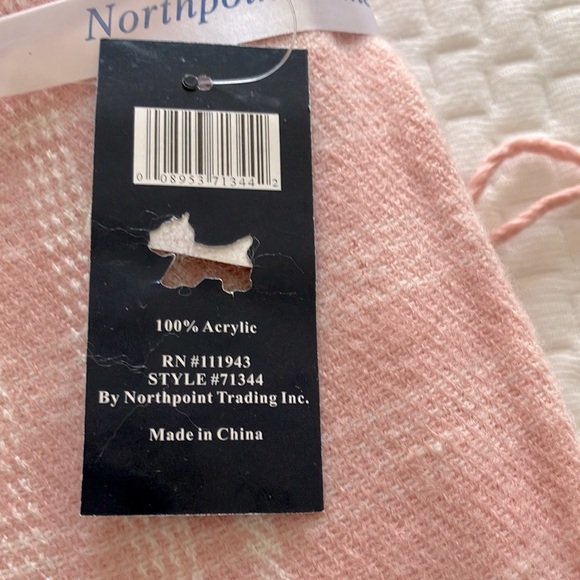 Northpoint
0 08953 71344 2
100% Acrylic
RN #111943
STYLE #71344
By Northpoint Trading Inc.
Made in China